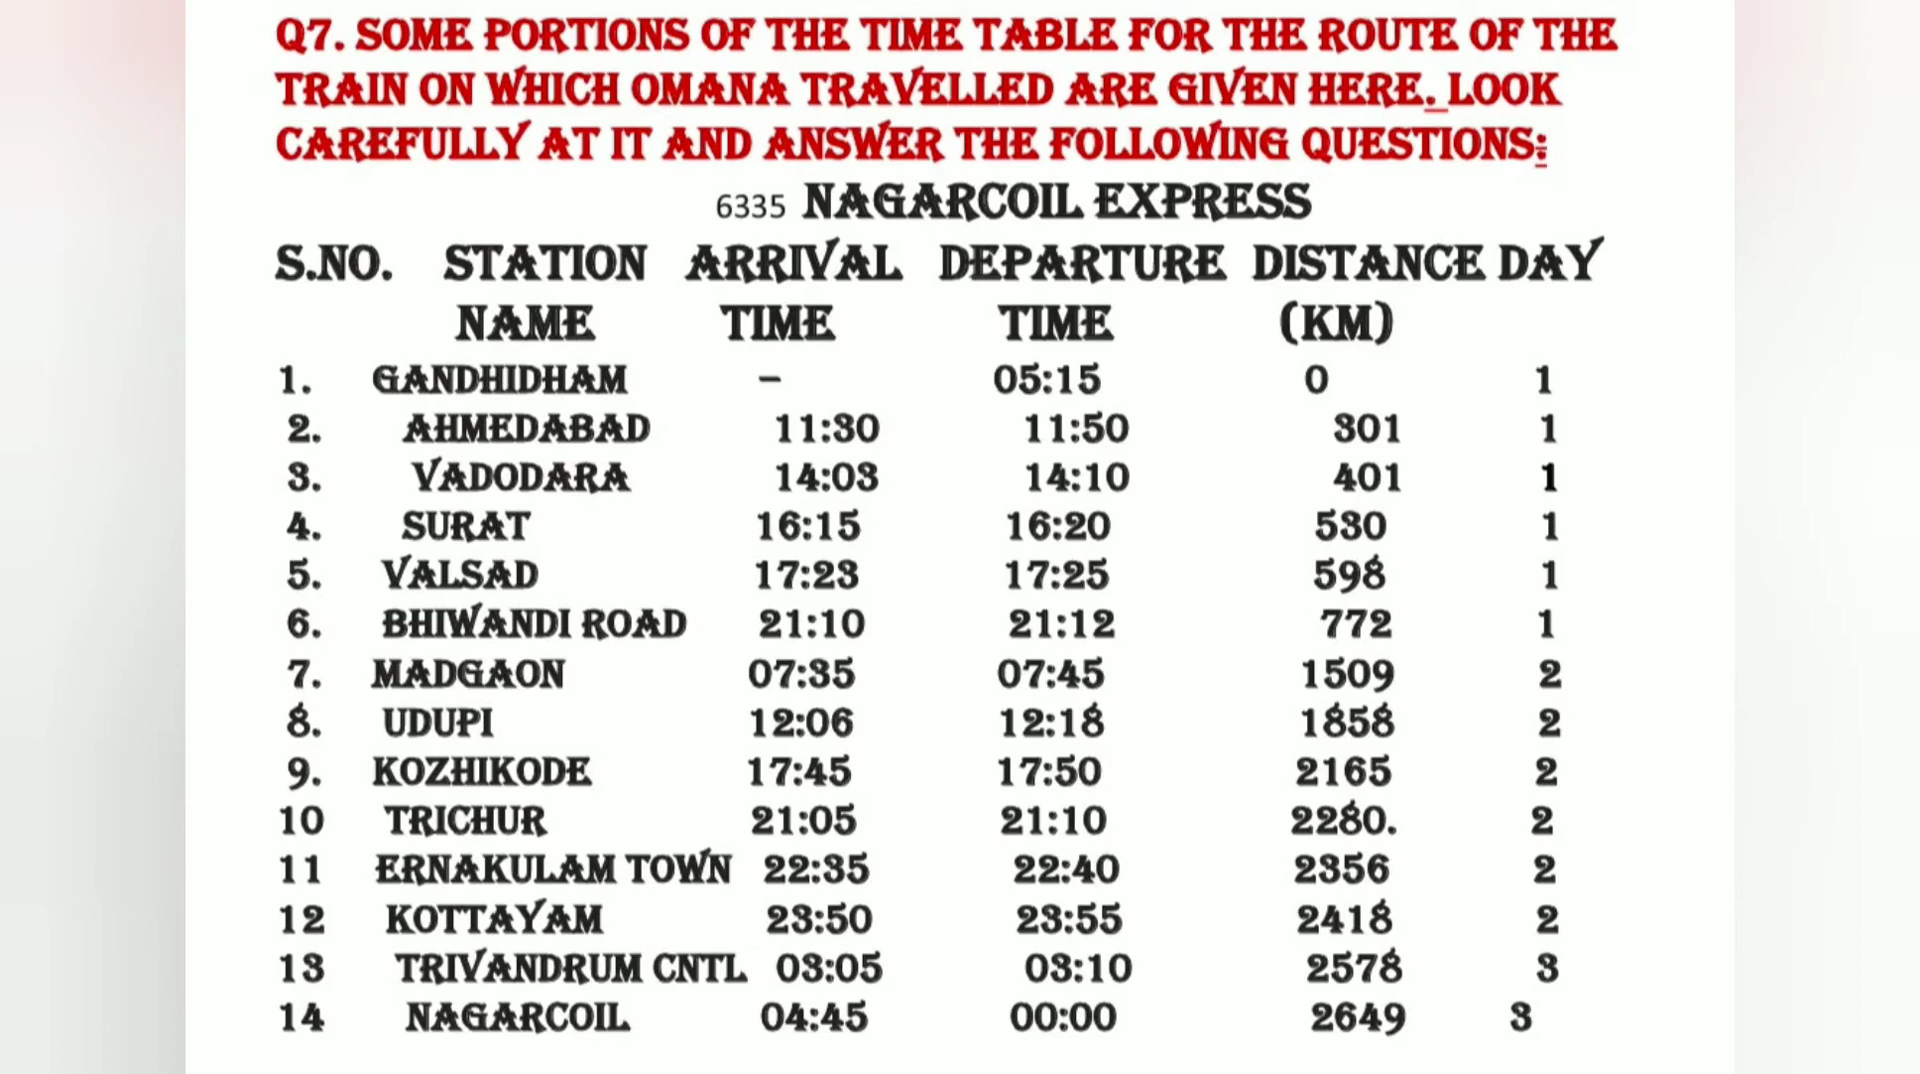 Q7. SOME PORTIONS OF THE TIME TABLE FOR THE ROUTE OF THE
TRAIN ON WHICH OMANA TRAVELLED ARE GIVEN HERE. LOOK
CAREFULLY AT IT AND ANSWER THE FOLLOWING QUESTIONS:
6335 NAGARCOIL EXPRESS
S.NO. STATION ARRIVAL DEPARTURE DISTANCE DAY
NAME TIME TIME (KM)
1. GANDHIDHAM – 05:15 0 1
2. AHMEDABAD 11:30 11:50 301 1
3. VADODARA 14:03 14:10 401 1
4. SURAT 16:15 16:20 530 1
5. VALSAD 17:23 17:25 598 1
6. BHIWANDI ROAD 21:10 21:12 772 1
7. MADGAON 07:35 07:45 1509 2
8. UDUPI 12:06 12:18 1858 2
9. KOZHIKODE 17:45 17:50 2165 2
10 TRICHUR 21:05 21:10 2280. 2
11 ERNAKULAM TOWN 22:35 22:40 2356 2
12 KOTTAYAM 23:50 23:55 2418 2
13 TRIVANDRUM CNTL 03:05 03:10 2578 3
14 NAGARCOIL 04:45 00:00 2649 3